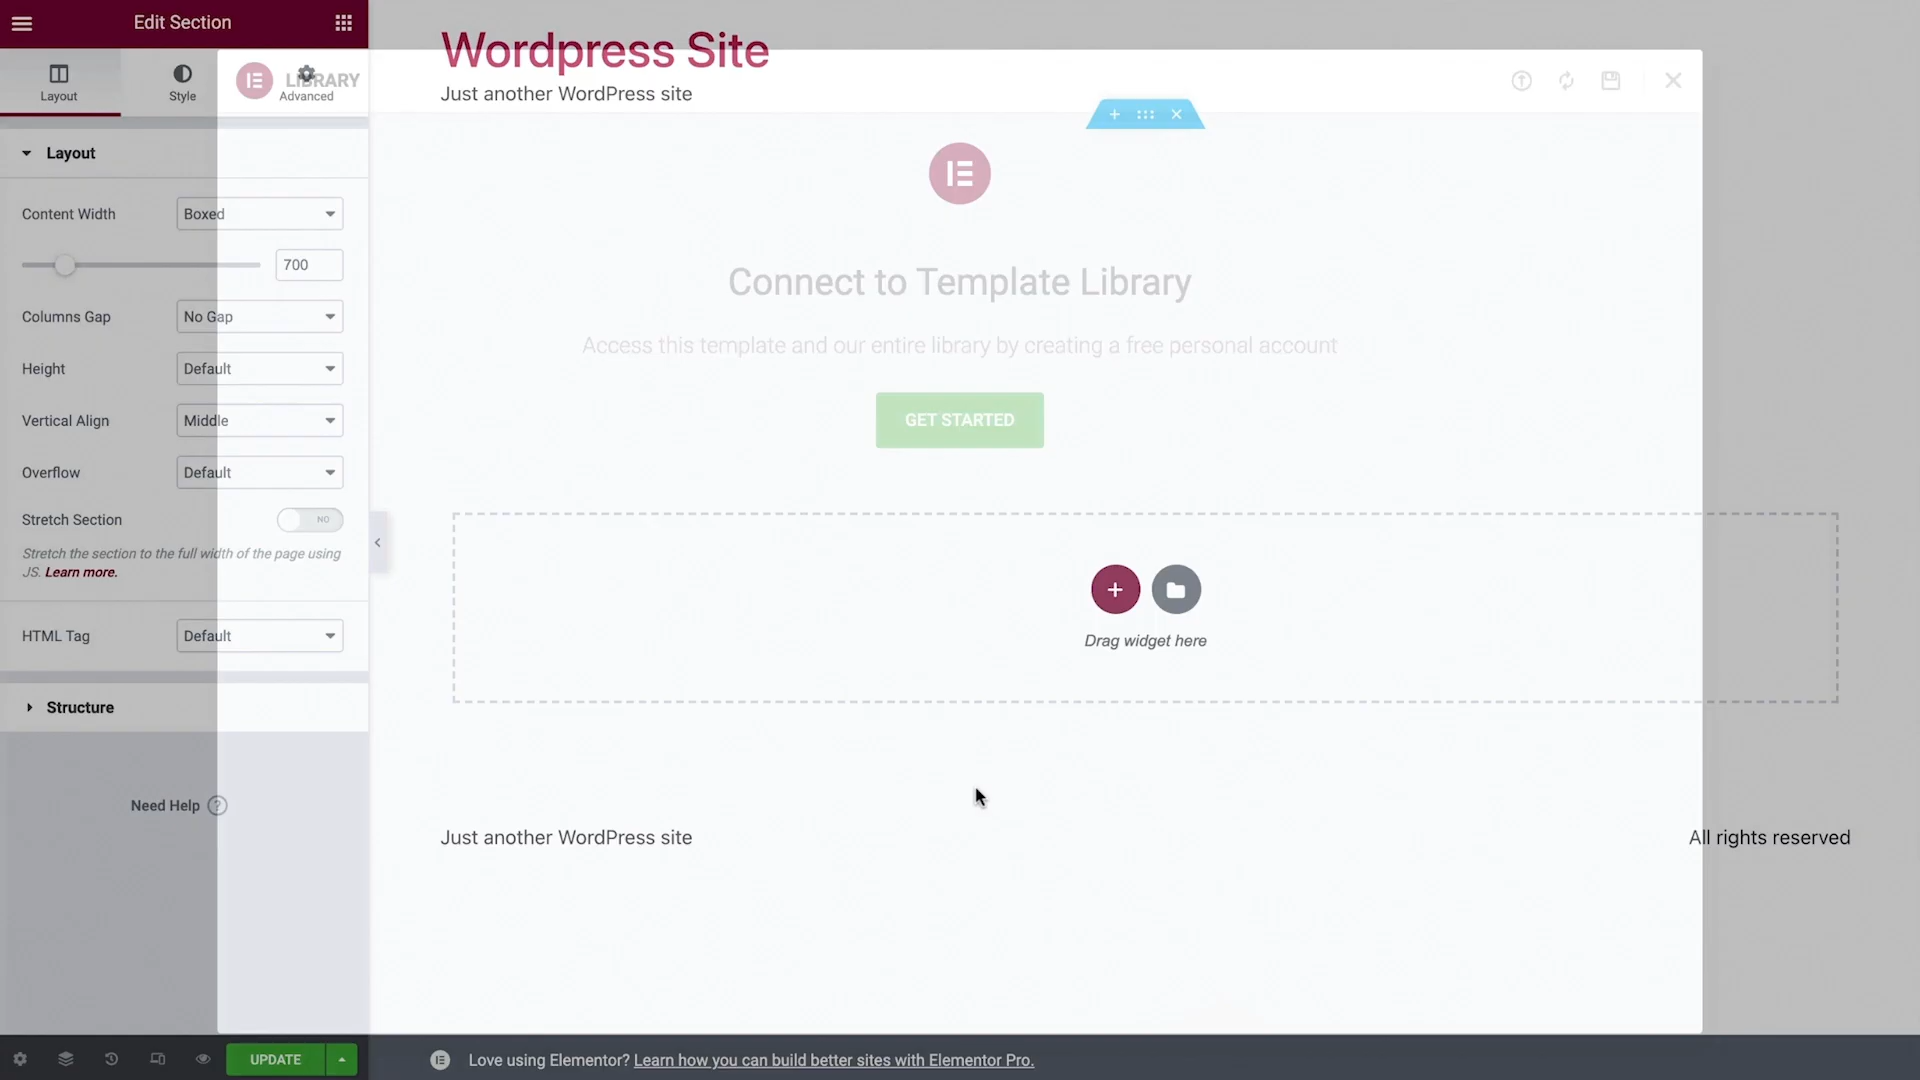 Edit Section
Wordpress Site
Just another WordPress site
Layout
Style
LIBRARY
Advanced
Layout
Content Width
Boxed
700
Columns Gap
No Gap
Height
Default
Vertical Align
Middle
Overflow
Default
Stretch Section
NO
Stretch the section to the full width of the page using
JS. Learn more.
HTML Tag
Default
Structure
Need Help ?
Connect to Template Library
Access this template and our entire library by creating a free personal account
GET STARTED
Drag widget here
Just another WordPress site
All rights reserved
UPDATE
Love using Elementor? Learn how you can build better sites with Elementor Pro.